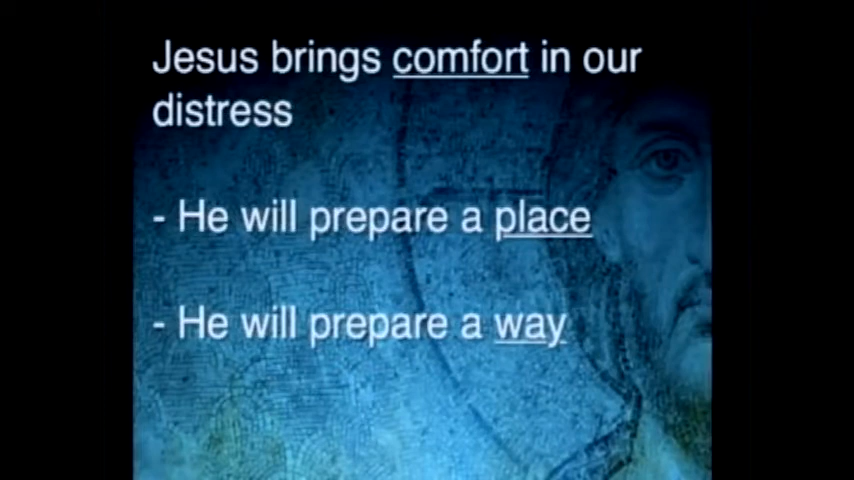 Jesus brings comfort in our
distress
- He will prepare a place
- He will prepare a way